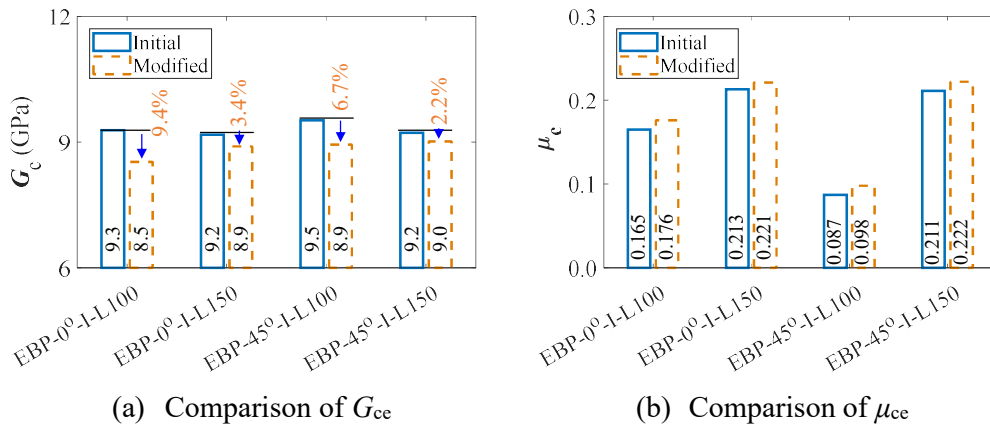 12
Initial
Modified
9.4%
3.4%
6.7%
2.2%
9
G_c (GPa)
9.3
8.5
9.2
8.9
9.5
8.9
9.2
9.0
6
EBP-0°-I-L100
EBP-0°-I-L150
EBP-45°-I-L100
EBP-45°-I-L150
(a) Comparison of G_ce
0.3
Initial
Modified
0.2
μ_c
0.1
0.165
0.176
0.213
0.221
0.087
0.098
0.211
0.222
0.0
EBP-0°-I-L100
EBP-0°-I-L150
EBP-45°-I-L100
EBP-45°-I-L150
(b) Comparison of μ_ce